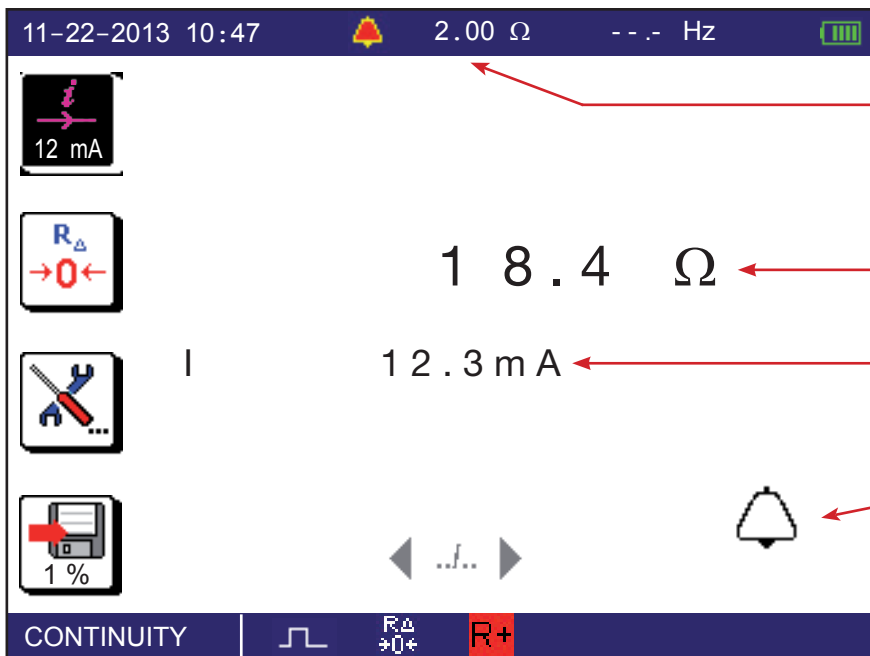 11-22-2013 10:47 2.00 Ω - -.- Hz
i
12 mA
RΔ
→0←
18.4 Ω
I 12.3mA
...
1 %
../..
CONTINUITY RΔ →0← R+